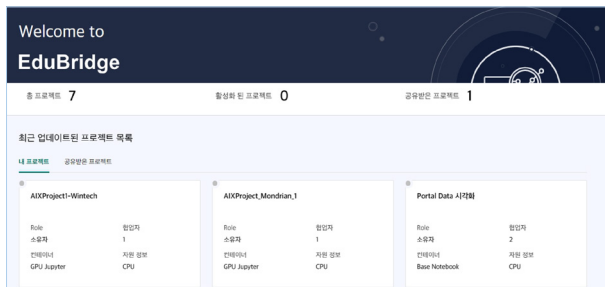 Welcome to
EduBridge
총 프로젝트 7 활성화 된 프로젝트 0 공유받은 프로젝트 1
최근 업데이트된 프로젝트 목록
내 프로젝트 공유받은 프로젝트
AIXProject1-Wintech AIXProject_Mondrian_1 Portal Data 시각화
Role 협업자 Role 협업자 Role 협업자
소유자 1 소유자 1 소유자 2
컨테이너 자원 정보 컨테이너 자원 정보 컨테이너 자원 정보
GPU Jupyter CPU GPU Jupyter CPU Base Notebook CPU